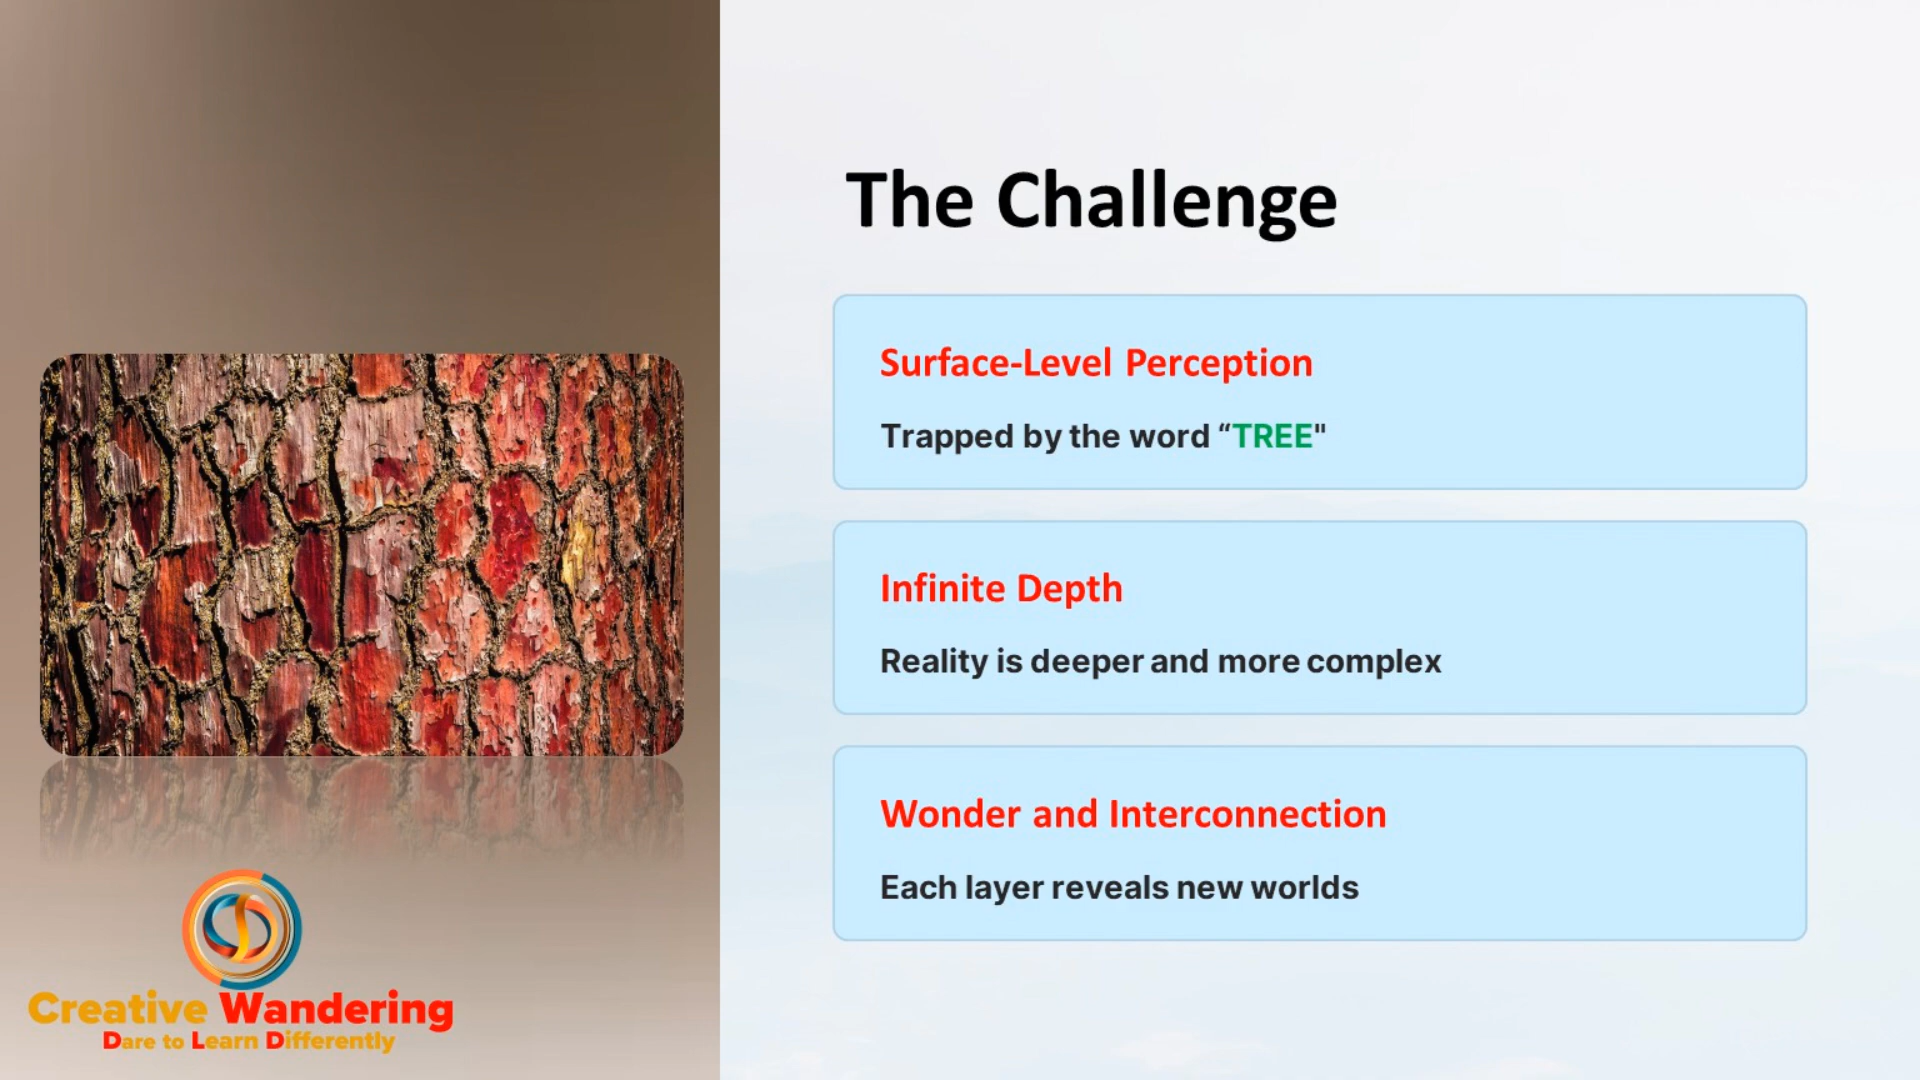 The Challenge
Surface-Level Perception
Trapped by the word “TREE"
Infinite Depth
Reality is deeper and more complex
Wonder and Interconnection
Each layer reveals new worlds
Creative Wandering
Dare to Learn Differently